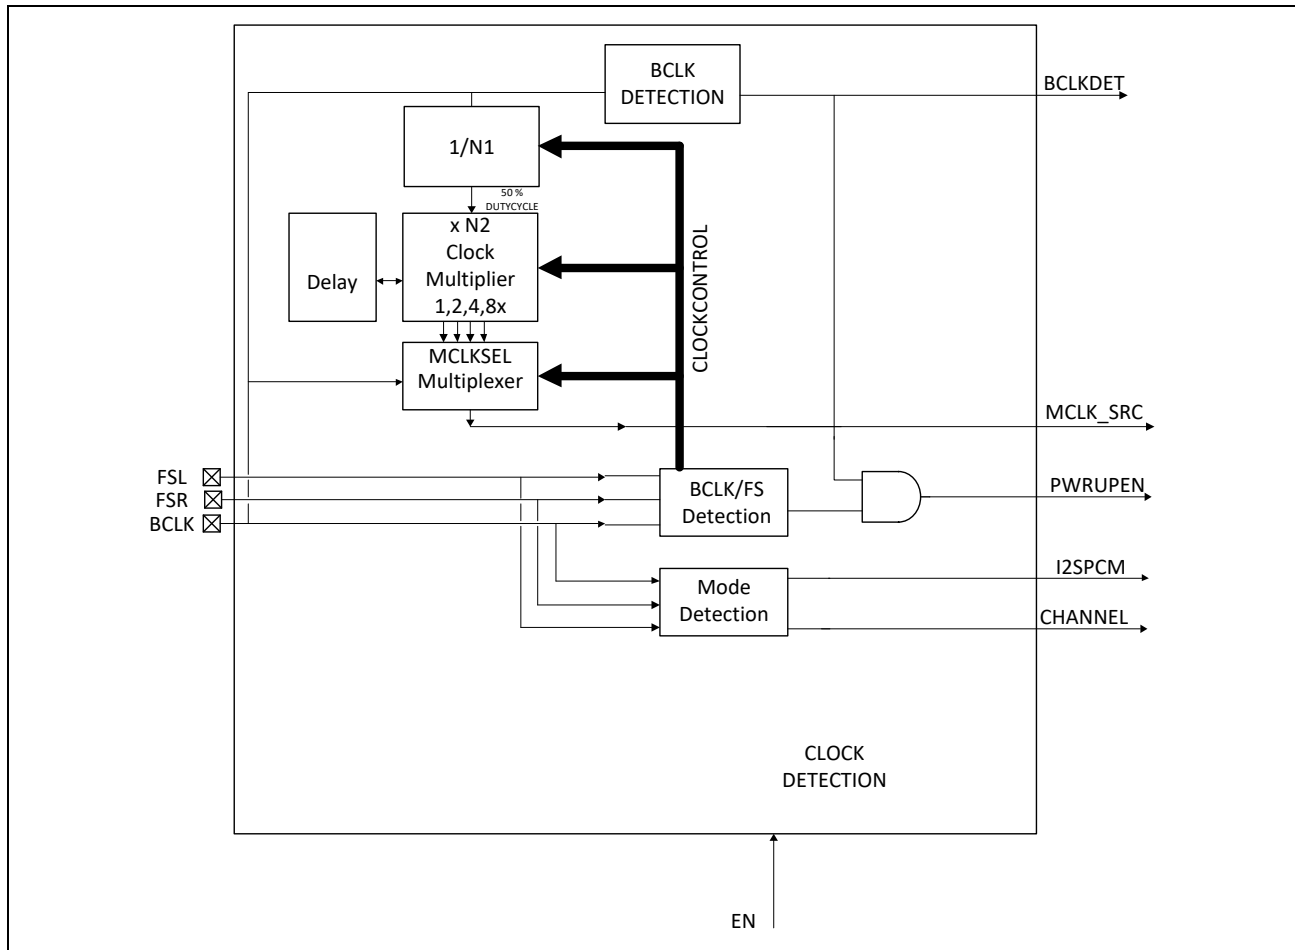 BCLK
DETECTION
BCLKDET
1/N1
50 %
DUTYCYCLE
x N2
Clock
Multiplier
1,2,4,8x
Delay
CLOCKCONTROL
MCLKSEL
Multiplexer
MCLK_SRC
FSL
FSR
BCLK
BCLK/FS
Detection
PWRUPEN
Mode
Detection
I2SPCM
CHANNEL
CLOCK
DETECTION
EN